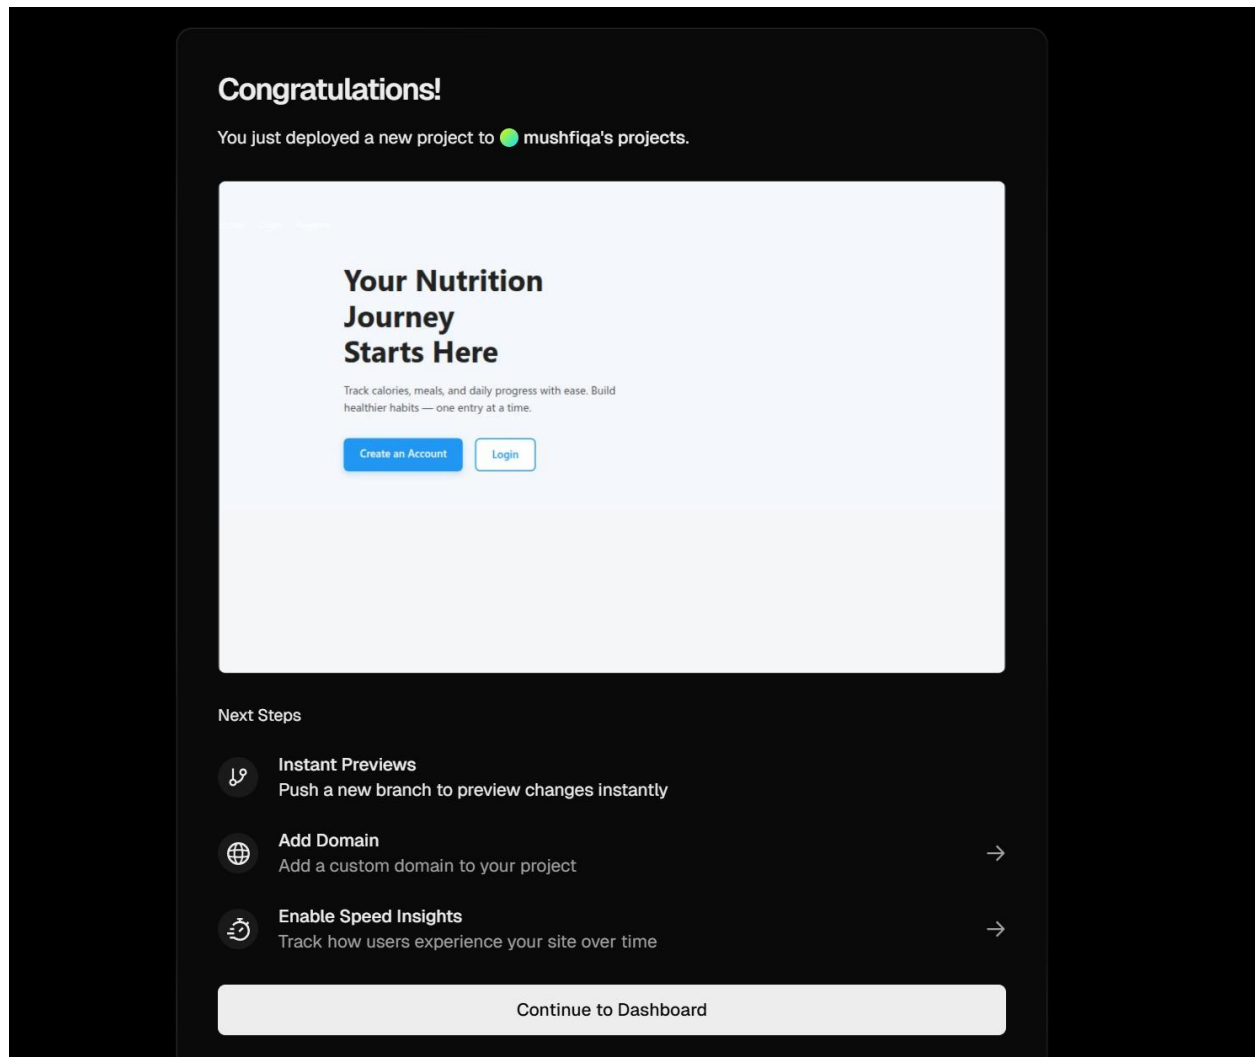 Congratulations!
You just deployed a new project to mushfiqa's projects.
Your Nutrition
Journey
Starts Here
Track calories, meals, and daily progress with ease. Build
healthier habits — one entry at a time.
Create an Account
Login
Next Steps
Instant Previews
Push a new branch to preview changes instantly
Add Domain
Add a custom domain to your project
Enable Speed Insights
Track how users experience your site over time
Continue to Dashboard